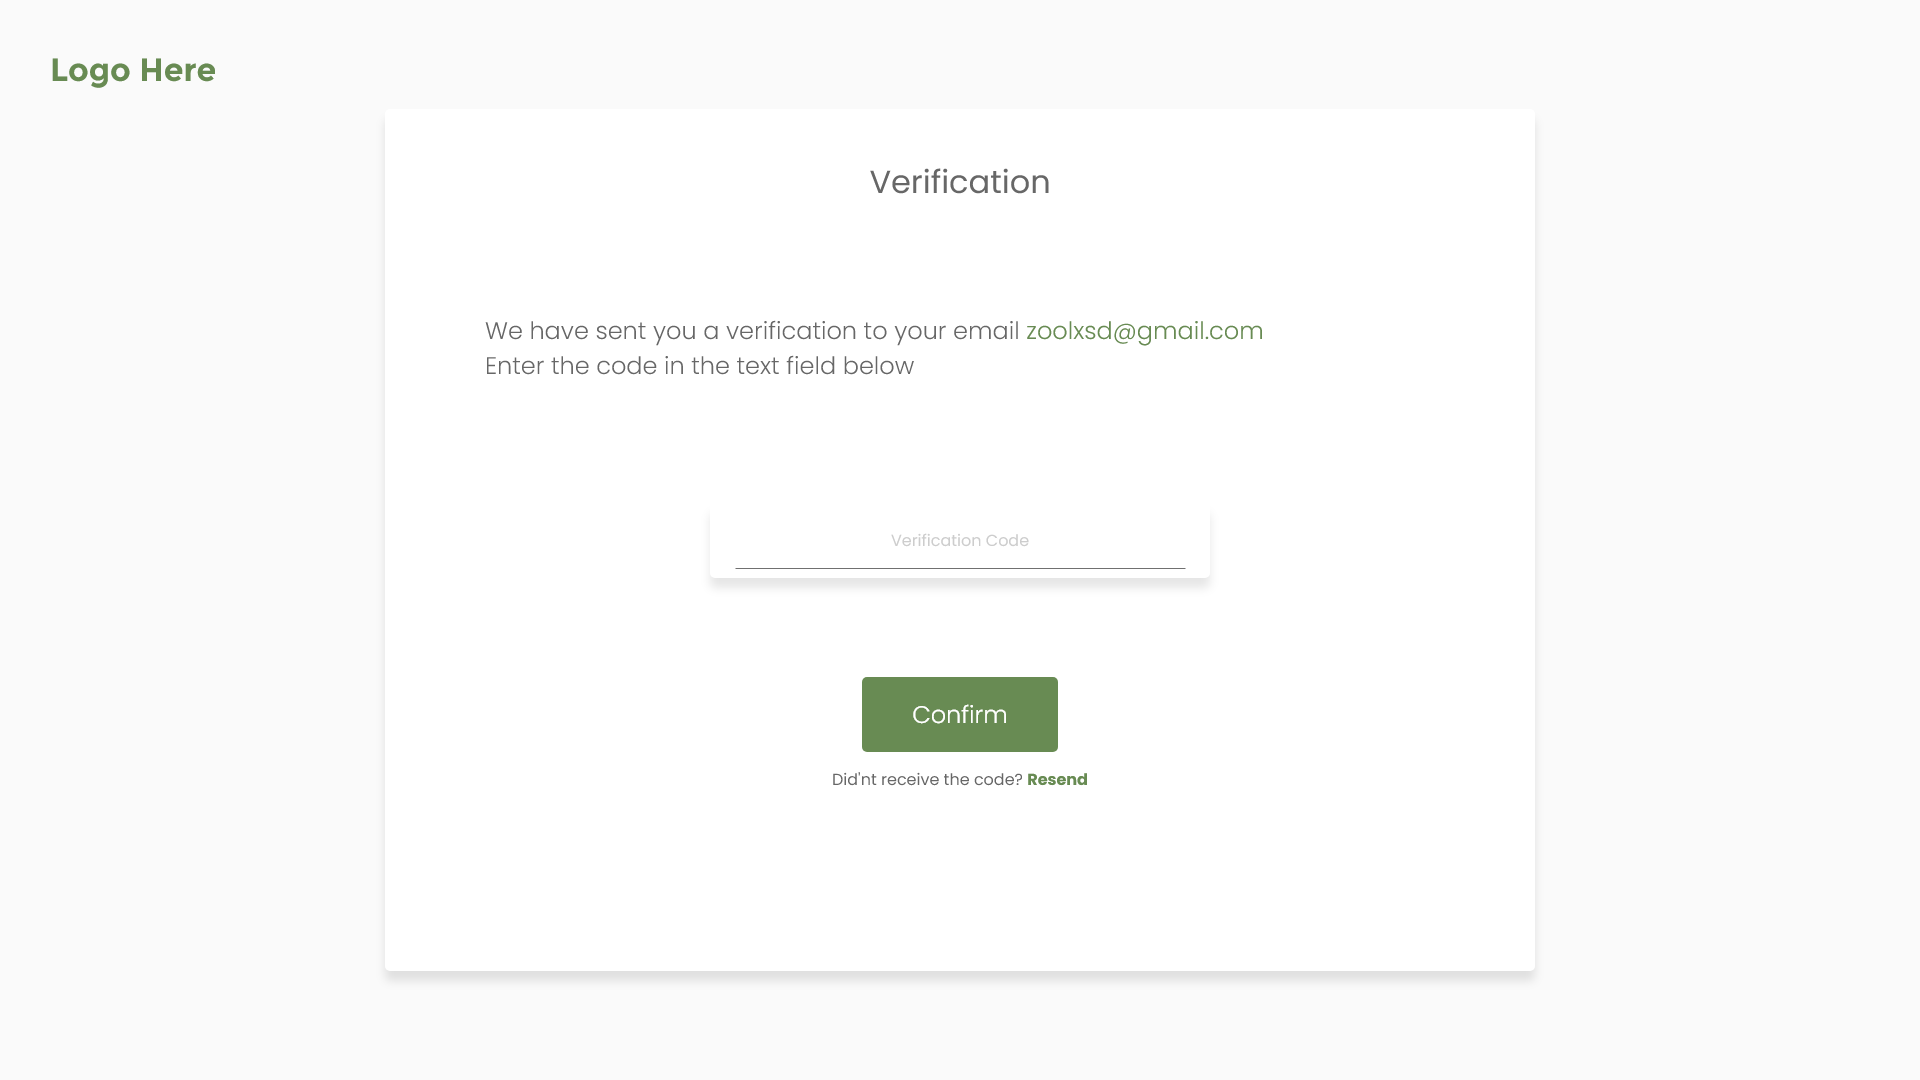 Logo Here
Verification
We have sent you a verification to your email zoolxsd@gmail.com
Enter the code in the text field below
Verification Code
Confirm
Did'nt receive the code? Resend